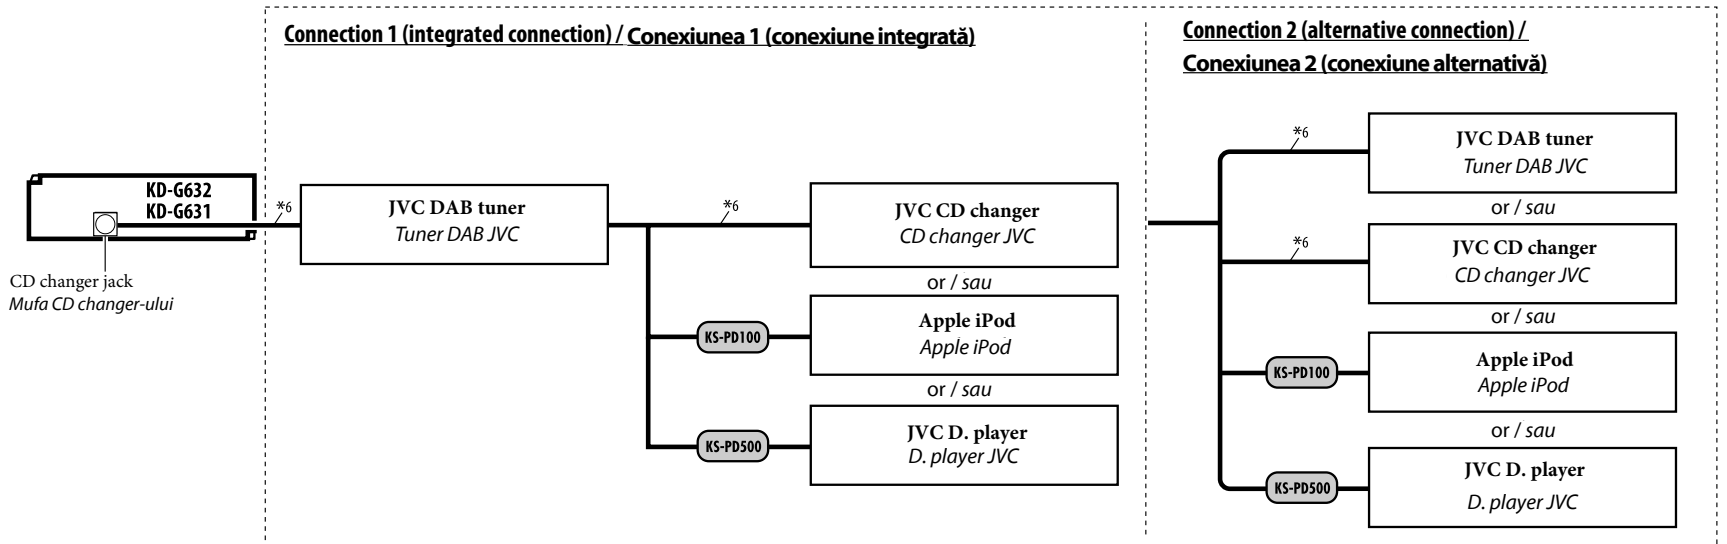 Connection 1 (integrated connection) / Conexiunea 1 (conexiune integrată)
KD-G632
KD-G631
CD changer jack
Mufa CD changer-ului
*6
JVC DAB tuner
Tuner DAB JVC
*6
JVC CD changer
CD changer JVC
or / sau
KS-PD100
Apple iPod
Apple iPod
or / sau
KS-PD500
JVC D. player
D. player JVC
Connection 2 (alternative connection) /
Conexiunea 2 (conexiune alternativă)
*6
JVC DAB tuner
Tuner DAB JVC
or / sau
*6
JVC CD changer
CD changer JVC
or / sau
KS-PD100
Apple iPod
Apple iPod
or / sau
KS-PD500
JVC D. player
D. player JVC